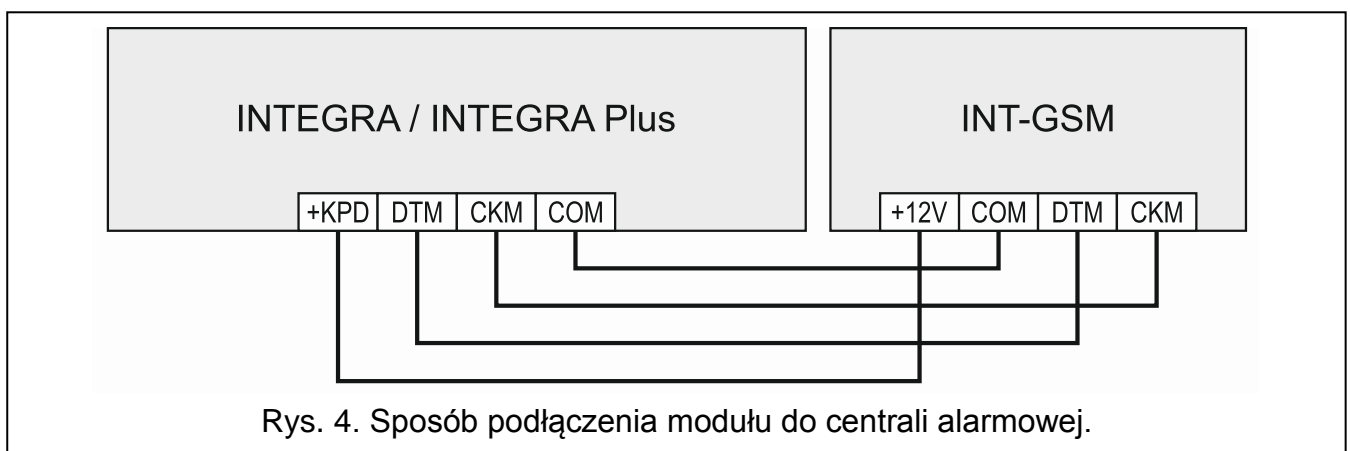 INTEGRA / INTEGRA Plus
INT-GSM
+KPD DTM CKM COM
+12V COM DTM CKM
Rys. 4. Sposób podłączenia modułu do centrali alarmowej.